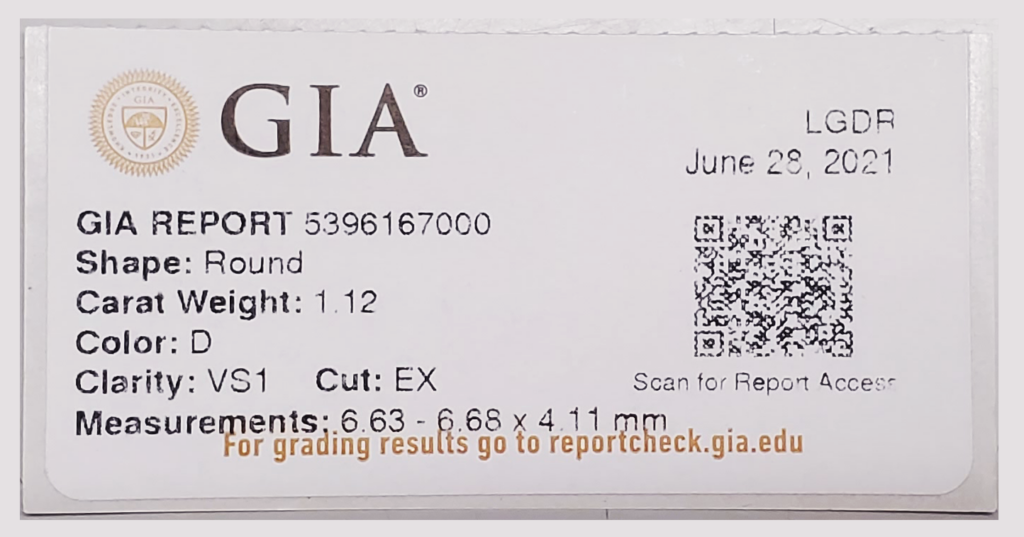 GIA®
LGDR
June 28, 2021
GIA REPORT 5396167000
Shape: Round
Carat Weight: 1.12
Color: D
Clarity: VS1 Cut: EX
Scan for Report Access
Measurements: 6.63 - 6.68 x 4.11 mm
For grading results go to reportcheck.gia.edu